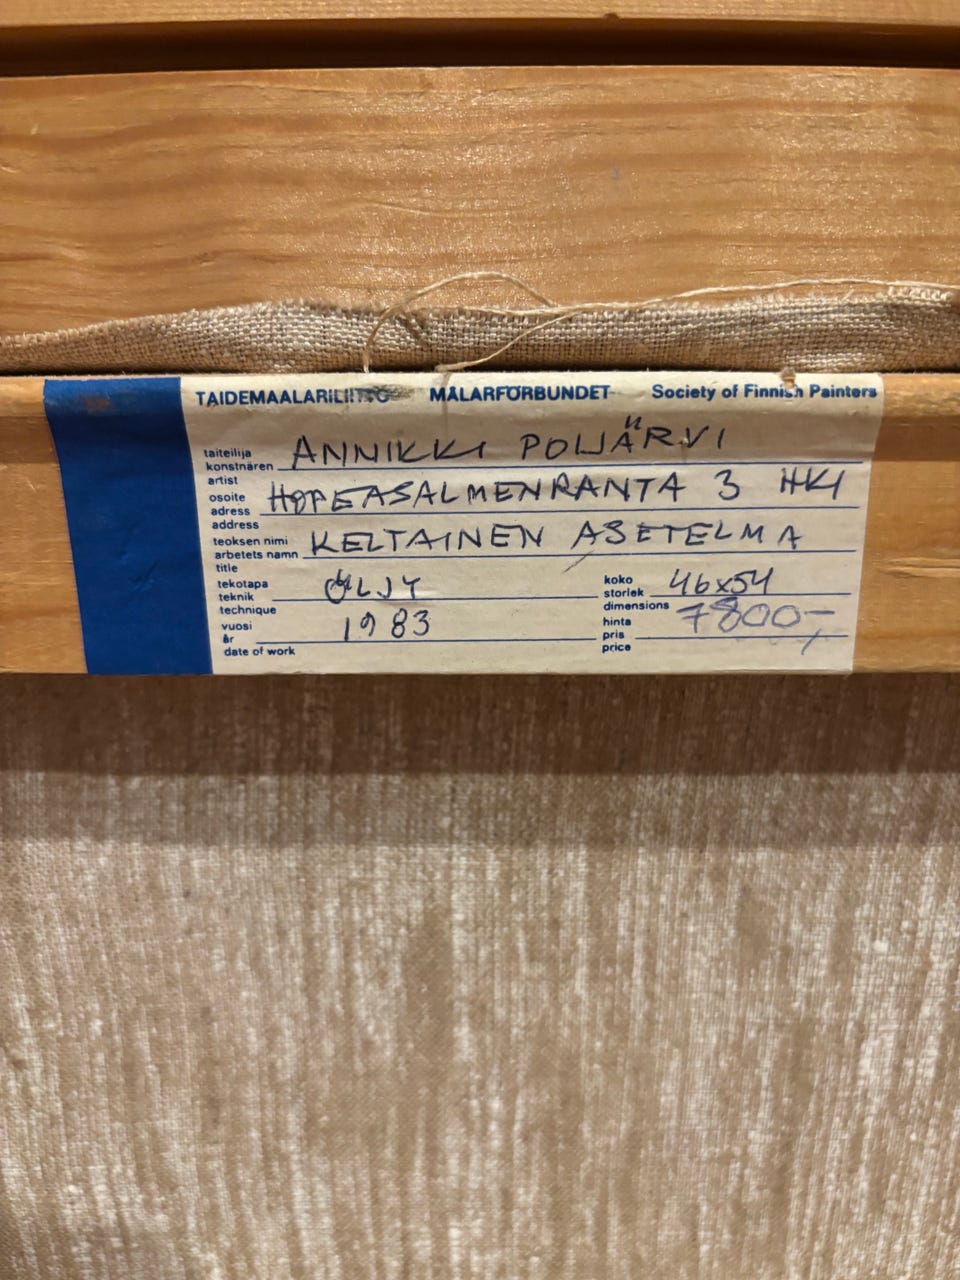 TAIDEMAALARILIITTO MÅLARFÖRBUNDET Society of Finnish Painters
taiteilija
konstnären ANNIKKI POIJÄRVI
artist
osoite
adress HOPEASALMENRANTA 3 HKI
address
teoksen nimi
arbetets namn KELTAINEN ASETELMA
title
tekotapa
teknik ÖLJY
technique
koko
storlek 46x54
dimensions
vuosi
år 1983
date of work
hinta
pris 7800,-
price